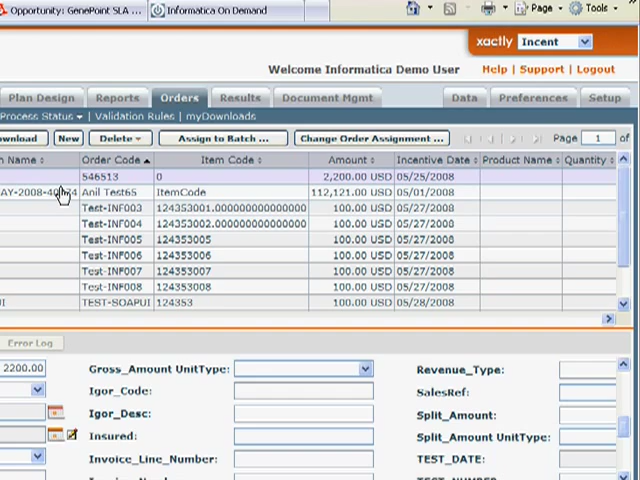 Opportunity: GenePoint SLA ...
Informatica On Demand
Page
Tools
xactly
Incent
Welcome Informatica Demo User
Help | Support | Logout
Plan Design
Reports
Orders
Results
Document Mgmt
Data
Preferences
Setup
Process Status
| Validation Rules | myDownloads
ownload
New
Delete
Assign to Batch ...
Change Order Assignment ...
Page 1 of
n Name
Order Code
Item Code
Amount
Incentive Date
Product Name
Quantity
546513 0 2,200.00 USD 05/25/2008
Anil Test65 ItemCode 112,121.00 USD 05/01/2008
Test-INF003 124353001.000000000000 100.00 USD 05/27/2008
Test-INF004 124353002.000000000000 100.00 USD 05/27/2008
Test-INF005 124353005 100.00 USD 05/27/2008
Test-INF006 124353006 100.00 USD 05/27/2008
Test-INF007 124353007 100.00 USD 05/27/2008
Test-INF008 124353008 100.00 USD 05/27/2008
UI TEST-SOAPUI 124353 100.00 USD 05/28/2008
Error Log
2200.00
Gross_Amount UnitType:
Revenue_Type:
Igor_Code:
SalesRef:
Igor_Desc:
Split_Amount:
Insured:
Split_Amount UnitType:
Invoice_Line_Number:
TEST_DATE: